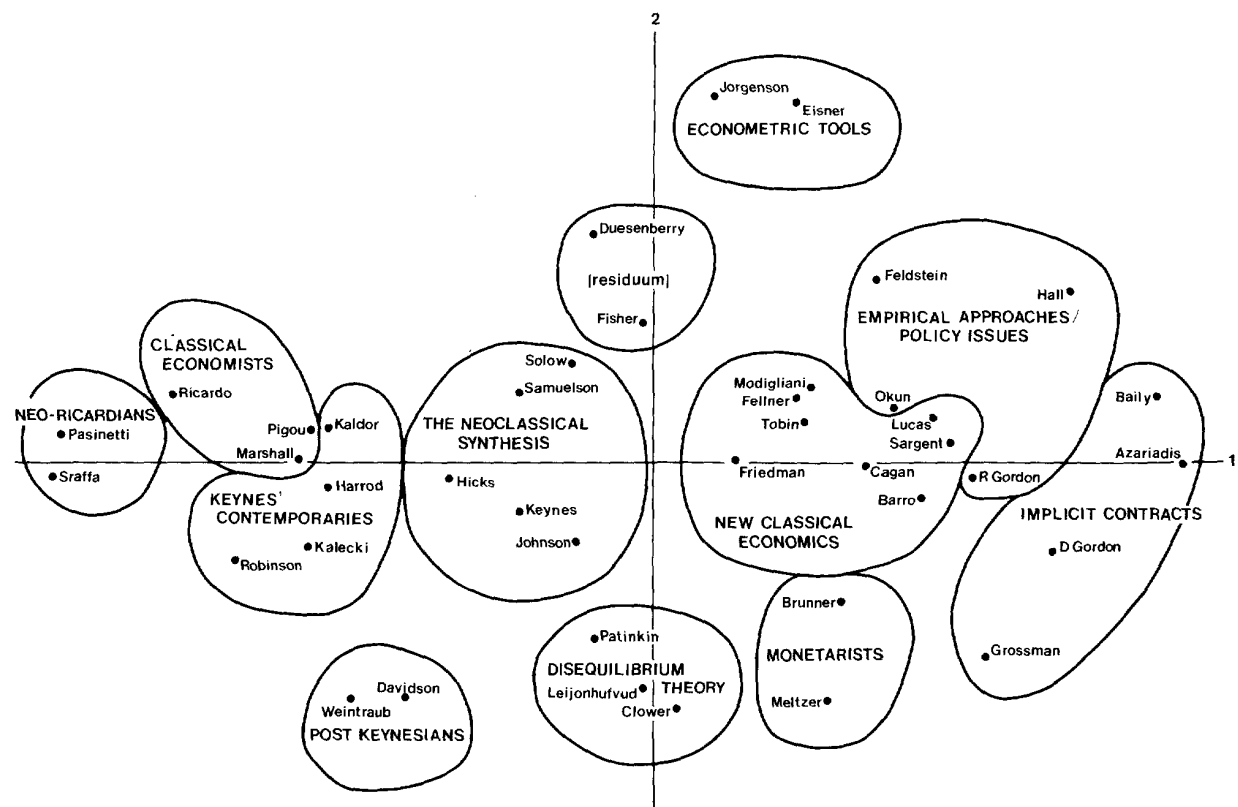 2
Jorgenson
Eisner
ECONOMETRIC TOOLS
Duesenberry
[residuum]
Fisher
Feldstein
Hall
EMPIRICAL APPROACHES/
POLICY ISSUES
CLASSICAL
ECONOMISTS
Ricardo
Pigou
Marshall
NEO-RICARDIANS
Pasinetti
Sraffa
Kaldor
Harrod
KEYNES'
CONTEMPORARIES
Kalecki
Robinson
Solow
Samuelson
THE NEOCLASSICAL
SYNTHESIS
Hicks
Keynes
Johnson
Modigliani
Fellner
Tobin
Okun
Lucas
Sargent
Friedman
Cagan
Barro
NEW CLASSICAL
ECONOMICS
R Gordon
Baily
Azariadis
1
IMPLICIT CONTRACTS
D Gordon
Grossman
Brunner
MONETARISTS
Meltzer
Patinkin
DISEQUILIBRIUM
THEORY
Leijonhufvud
Clower
Davidson
Weintraub
POST KEYNESIANS